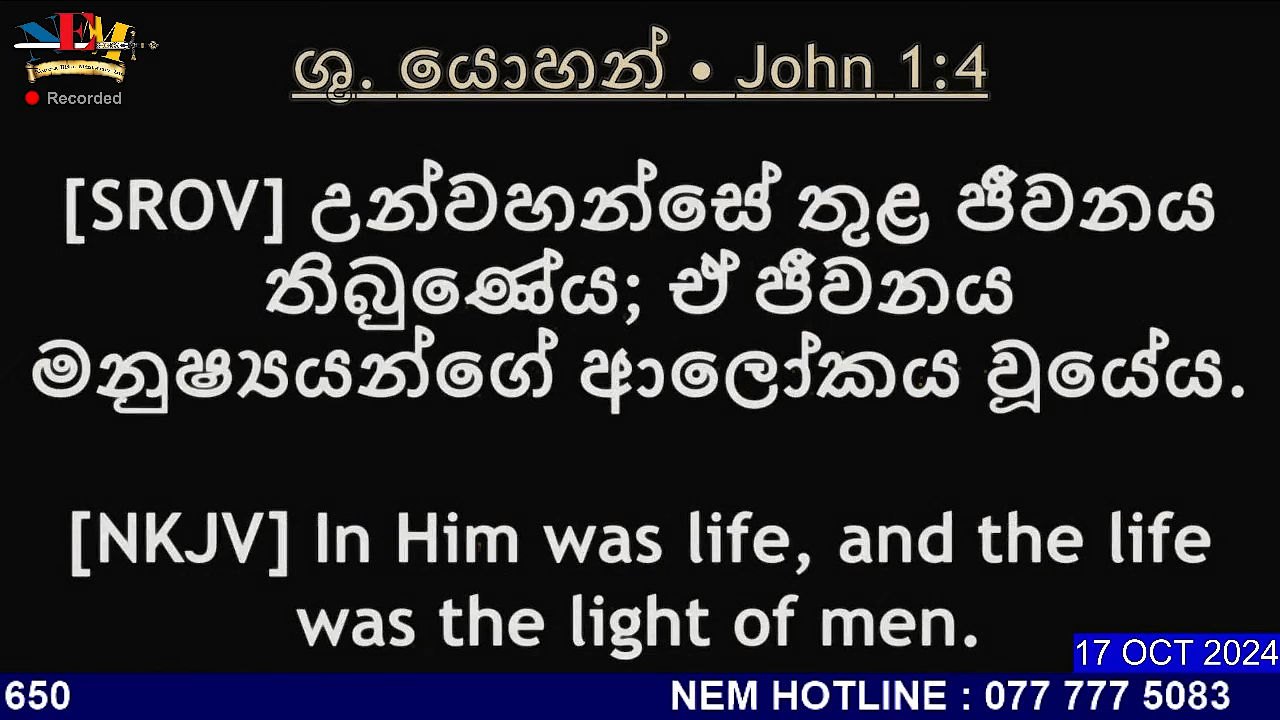 NEM
Recorded
ශු. යොහන් • John 1:4
[SROV] උන්වහන්සේ තුළ ජීවනය
තිබුණේය; ඒ ජීවනය
මනුෂ්‍යයන්ගේ ආලෝකය වූයේය.
[NKJV] In Him was life, and the life
was the light of men.
17 OCT 2024
650 NEM HOTLINE : 077 777 5083